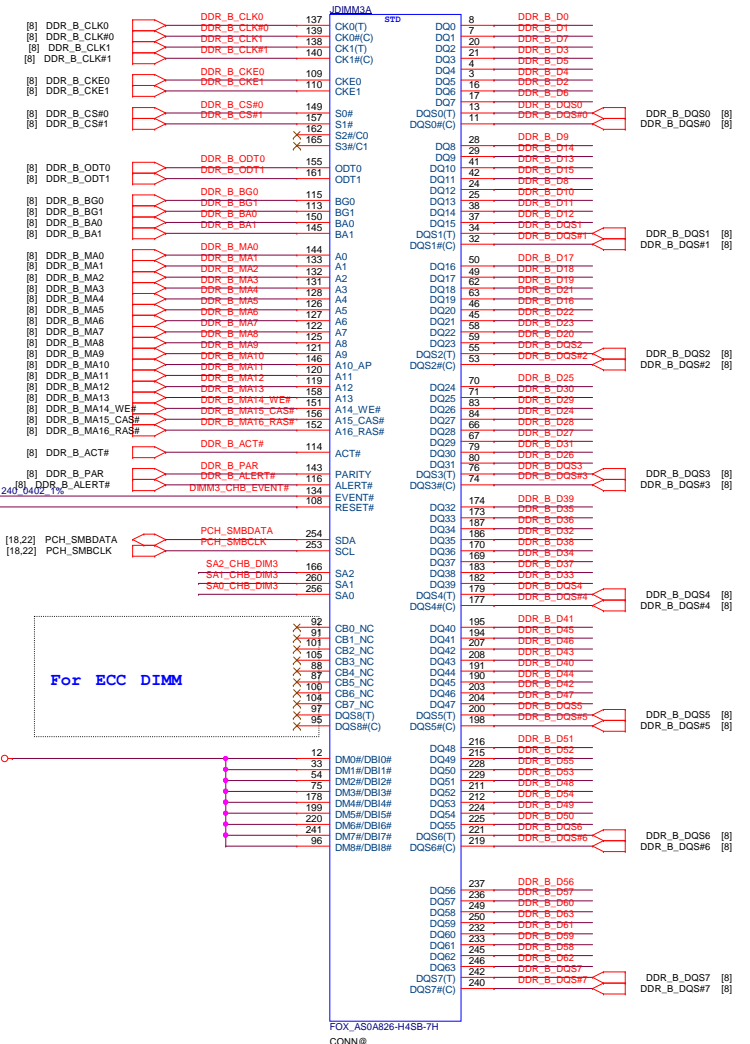 JDIMM3A
STD
[8] DDR_B_CLK0 DDR_B_CLK0 137 CK0(T)
[8] DDR_B_CLK#0 DDR_B_CLK#0 139 CK0#(C)
[8] DDR_B_CLK1 DDR_B_CLK1 138 CK1(T)
[8] DDR_B_CLK#1 DDR_B_CLK#1 140 CK1#(C)
[8] DDR_B_CKE0 DDR_B_CKE0 109 CKE0
[8] DDR_B_CKE1 DDR_B_CKE1 110 CKE1
[8] DDR_B_CS#0 DDR_B_CS#0 149 S0#
[8] DDR_B_CS#1 DDR_B_CS#1 157 S1#
162 S2#/C0
165 S3#/C1
[8] DDR_B_ODT0 DDR_B_ODT0 155 ODT0
[8] DDR_B_ODT1 DDR_B_ODT1 161 ODT1
[8] DDR_B_BG0 DDR_B_BG0 115 BG0
[8] DDR_B_BG1 DDR_B_BG1 113 BG1
[8] DDR_B_BA0 DDR_B_BA0 150 BA0
[8] DDR_B_BA1 DDR_B_BA1 145 BA1
[8] DDR_B_MA0 DDR_B_MA0 144 A0
[8] DDR_B_MA1 DDR_B_MA1 133 A1
[8] DDR_B_MA2 DDR_B_MA2 132 A2
[8] DDR_B_MA3 DDR_B_MA3 131 A3
[8] DDR_B_MA4 DDR_B_MA4 128 A4
[8] DDR_B_MA5 DDR_B_MA5 126 A5
[8] DDR_B_MA6 DDR_B_MA6 127 A6
[8] DDR_B_MA7 DDR_B_MA7 122 A7
[8] DDR_B_MA8 DDR_B_MA8 125 A8
[8] DDR_B_MA9 DDR_B_MA9 121 A9
[8] DDR_B_MA10 DDR_B_MA10 146 A10_AP
[8] DDR_B_MA11 DDR_B_MA11 120 A11
[8] DDR_B_MA12 DDR_B_MA12 119 A12
[8] DDR_B_MA13 DDR_B_MA13 158 A13
[8] DDR_B_MA14_WE# DDR_B_MA14_WE# 151 A14_WE#
[8] DDR_B_MA15_CAS# DDR_B_MA15_CAS# 156 A15_CAS#
[8] DDR_B_MA16_RAS# DDR_B_MA16_RAS# 152 A16_RAS#
[8] DDR_B_ACT# DDR_B_ACT# 114 ACT#
[8] DDR_B_PAR DDR_B_PAR 143 PARITY
[8] DDR_B_ALERT# DDR_B_ALERT# 116 ALERT#
240_0402_1% DIMM3_CHB_EVENT# 134 EVENT#
108 RESET#
[18,22] PCH_SMBDATA PCH_SMBDATA 254 SDA
[18,22] PCH_SMBCLK PCH_SMBCLK 253 SCL
SA2_CHB_DIM3 166 SA2
SA1_CHB_DIM3 260 SA1
SA0_CHB_DIM3 256 SA0
For ECC DIMM
92 CB0_NC
91 CB1_NC
101 CB2_NC
105 CB3_NC
88 CB4_NC
87 CB5_NC
100 CB6_NC
104 CB7_NC
97 DQS8(T)
95 DQS8#(C)
12 DM0#/DBI0#
33 DM1#/DBI1#
54 DM2#/DBI2#
75 DM3#/DBI3#
178 DM4#/DBI4#
199 DM5#/DBI5#
220 DM6#/DBI6#
241 DM7#/DBI7#
96 DM8#/DBI8#
DQ0 8 DDR_B_D0
DQ1 7 DDR_B_D1
DQ2 20 DDR_B_D7
DQ3 21 DDR_B_D3
DQ4 4 DDR_B_D5
DQ5 3 DDR_B_D4
DQ6 16 DDR_B_D2
DQ7 17 DDR_B_D6
DQS0(T) 13 DDR_B_DQS0 DDR_B_DQS0 [8]
DQS0#(C) 11 DDR_B_DQS#0 DDR_B_DQS#0 [8]
DQ8 28 DDR_B_D9
DQ9 29 DDR_B_D14
DQ10 41 DDR_B_D13
DQ11 42 DDR_B_D15
DQ12 24 DDR_B_D8
DQ13 25 DDR_B_D10
DQ14 38 DDR_B_D11
DQ15 37 DDR_B_D12
DQS1(T) 34 DDR_B_DQS1 DDR_B_DQS1 [8]
DQS1#(C) 32 DDR_B_DQS#1 DDR_B_DQS#1 [8]
DQ16 50 DDR_B_D17
DQ17 49 DDR_B_D18
DQ18 62 DDR_B_D19
DQ19 63 DDR_B_D21
DQ20 46 DDR_B_D16
DQ21 45 DDR_B_D22
DQ22 58 DDR_B_D23
DQ23 59 DDR_B_D20
DQS2(T) 55 DDR_B_DQS2 DDR_B_DQS2 [8]
DQS2#(C) 53 DDR_B_DQS#2 DDR_B_DQS#2 [8]
DQ24 70 DDR_B_D25
DQ25 71 DDR_B_D30
DQ26 83 DDR_B_D29
DQ27 84 DDR_B_D24
DQ28 66 DDR_B_D28
DQ29 67 DDR_B_D27
DQ30 79 DDR_B_D31
DQ31 80 DDR_B_D26
DQS3(T) 76 DDR_B_DQS3 DDR_B_DQS3 [8]
DQS3#(C) 74 DDR_B_DQS#3 DDR_B_DQS#3 [8]
DQ32 174 DDR_B_D39
DQ33 173 DDR_B_D35
DQ34 187 DDR_B_D36
DQ35 186 DDR_B_D32
DQ36 170 DDR_B_D38
DQ37 169 DDR_B_D34
DQ38 183 DDR_B_D37
DQ39 182 DDR_B_D33
DQS4(T) 179 DDR_B_DQS4 DDR_B_DQS4 [8]
DQS4#(C) 177 DDR_B_DQS#4 DDR_B_DQS#4 [8]
DQ40 195 DDR_B_D41
DQ41 194 DDR_B_D45
DQ42 207 DDR_B_D46
DQ43 208 DDR_B_D43
DQ44 191 DDR_B_D40
DQ45 190 DDR_B_D44
DQ46 203 DDR_B_D42
DQ47 204 DDR_B_D47
DQS5(T) 200 DDR_B_DQS5 DDR_B_DQS5 [8]
DQS5#(C) 198 DDR_B_DQS#5 DDR_B_DQS#5 [8]
DQ48 216 DDR_B_D51
DQ49 215 DDR_B_D52
DQ50 228 DDR_B_D55
DQ51 229 DDR_B_D53
DQ52 211 DDR_B_D48
DQ53 212 DDR_B_D54
DQ54 224 DDR_B_D49
DQ55 225 DDR_B_D50
DQS6(T) 221 DDR_B_DQS6 DDR_B_DQS6 [8]
DQS6#(C) 219 DDR_B_DQS#6 DDR_B_DQS#6 [8]
DQ56 237 DDR_B_D56
DQ57 236 DDR_B_D57
DQ58 249 DDR_B_D60
DQ59 250 DDR_B_D63
DQ60 232 DDR_B_D61
DQ61 233 DDR_B_D59
DQ62 245 DDR_B_D58
DQ63 246 DDR_B_D62
DQS7(T) 242 DDR_B_DQS7 DDR_B_DQS7 [8]
DQS7#(C) 240 DDR_B_DQS#7 DDR_B_DQS#7 [8]
FOX_AS0A826-H4SB-7H
CONN@